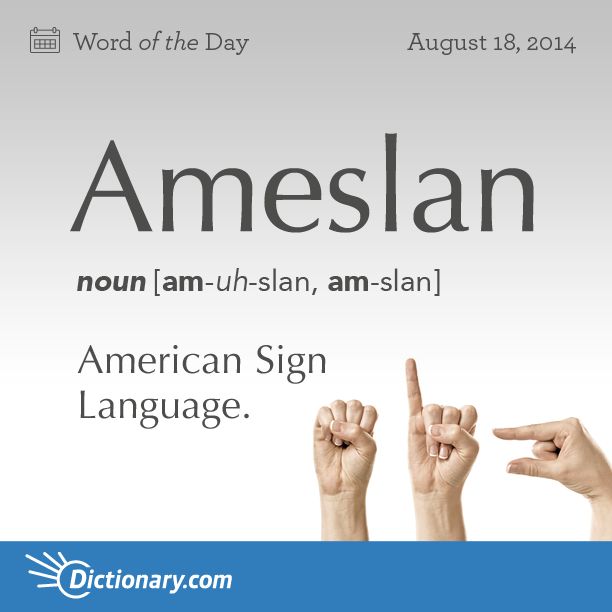 Word of the Day
August 18, 2014
Ameslan
noun [am-uh-slan, am-slan]
American Sign
Language.
Dictionary.com